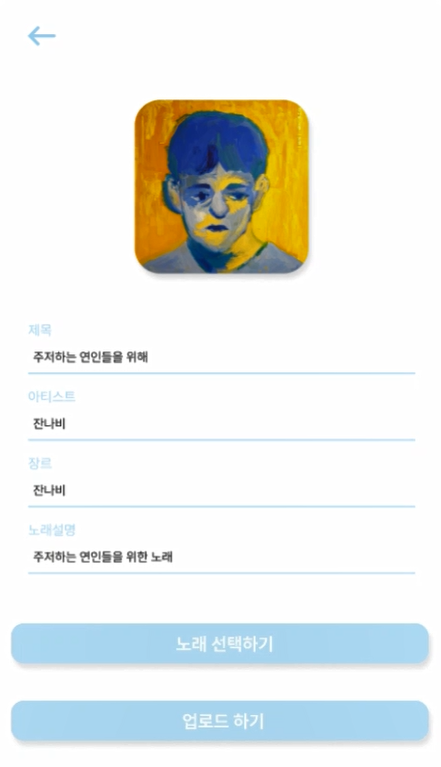 제목
주저하는 연인들을 위해
아티스트
잔나비
장르
잔나비
노래설명
주저하는 연인들을 위한 노래
노래 선택하기
업로드 하기